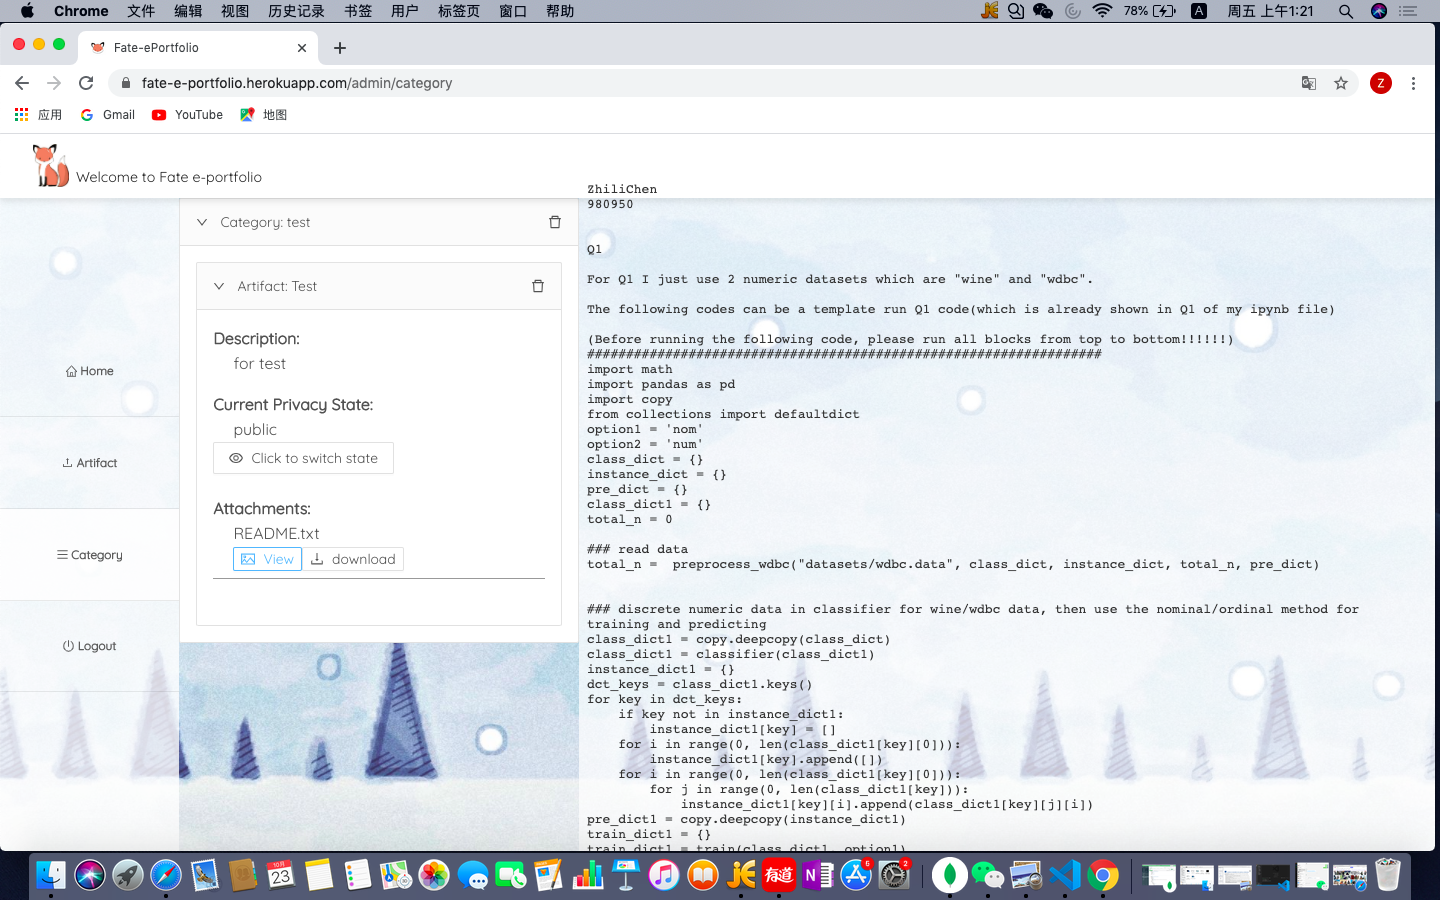 Chrome 文件 编辑 视图 历史记录 书签 用户 标签页 窗口 帮助 78% A 周五 上午1:21
Fate-ePortfolio
fate-e-portfolio.herokuapp.com/admin/category Z
应用 Gmail YouTube 地图
Welcome to Fate e-portfolio
Home
Artifact
Category
Logout
Category: test
Artifact: Test
Description:
for test
Current Privacy State:
public
Click to switch state
Attachments:
README.txt
View download
ZhiliChen
980950
Q1
For Q1 I just use 2 numeric datasets which are "wine" and "wdbc".
The following codes can be a template run Q1 code(which is already shown in Q1 of my ipynb file)
(Before running the following code, please run all blocks from top to bottom!!!!!!)
##################################################################
import math
import pandas as pd
import copy
from collections import defaultdict
option1 = 'nom'
option2 = 'num'
class_dict = {}
instance_dict = {}
pre_dict = {}
class_dict1 = {}
total_n = 0
### read data
total_n =  preprocess_wdbc("datasets/wdbc.data", class_dict, instance_dict, total_n, pre_dict)
### discrete numeric data in classifier for wine/wdbc data, then use the nominal/ordinal method for
training and predicting
class_dict1 = copy.deepcopy(class_dict)
class_dict1 = classifier(class_dict1)
instance_dict1 = {}
dct_keys = class_dict1.keys()
for key in dct_keys:
    if key not in instance_dict1:
        instance_dict1[key] = []
    for i in range(0, len(class_dict1[key][0])):
        instance_dict1[key].append([])
    for i in range(0, len(class_dict1[key][0])):
        for j in range(0, len(class_dict1[key])):
            instance_dict1[key][i].append(class_dict1[key][j][i])
pre_dict1 = copy.deepcopy(instance_dict1)
train_dict1 = {}
train_dict1 = train(class_dict1, option1)
10月
23
有道
N
6
2